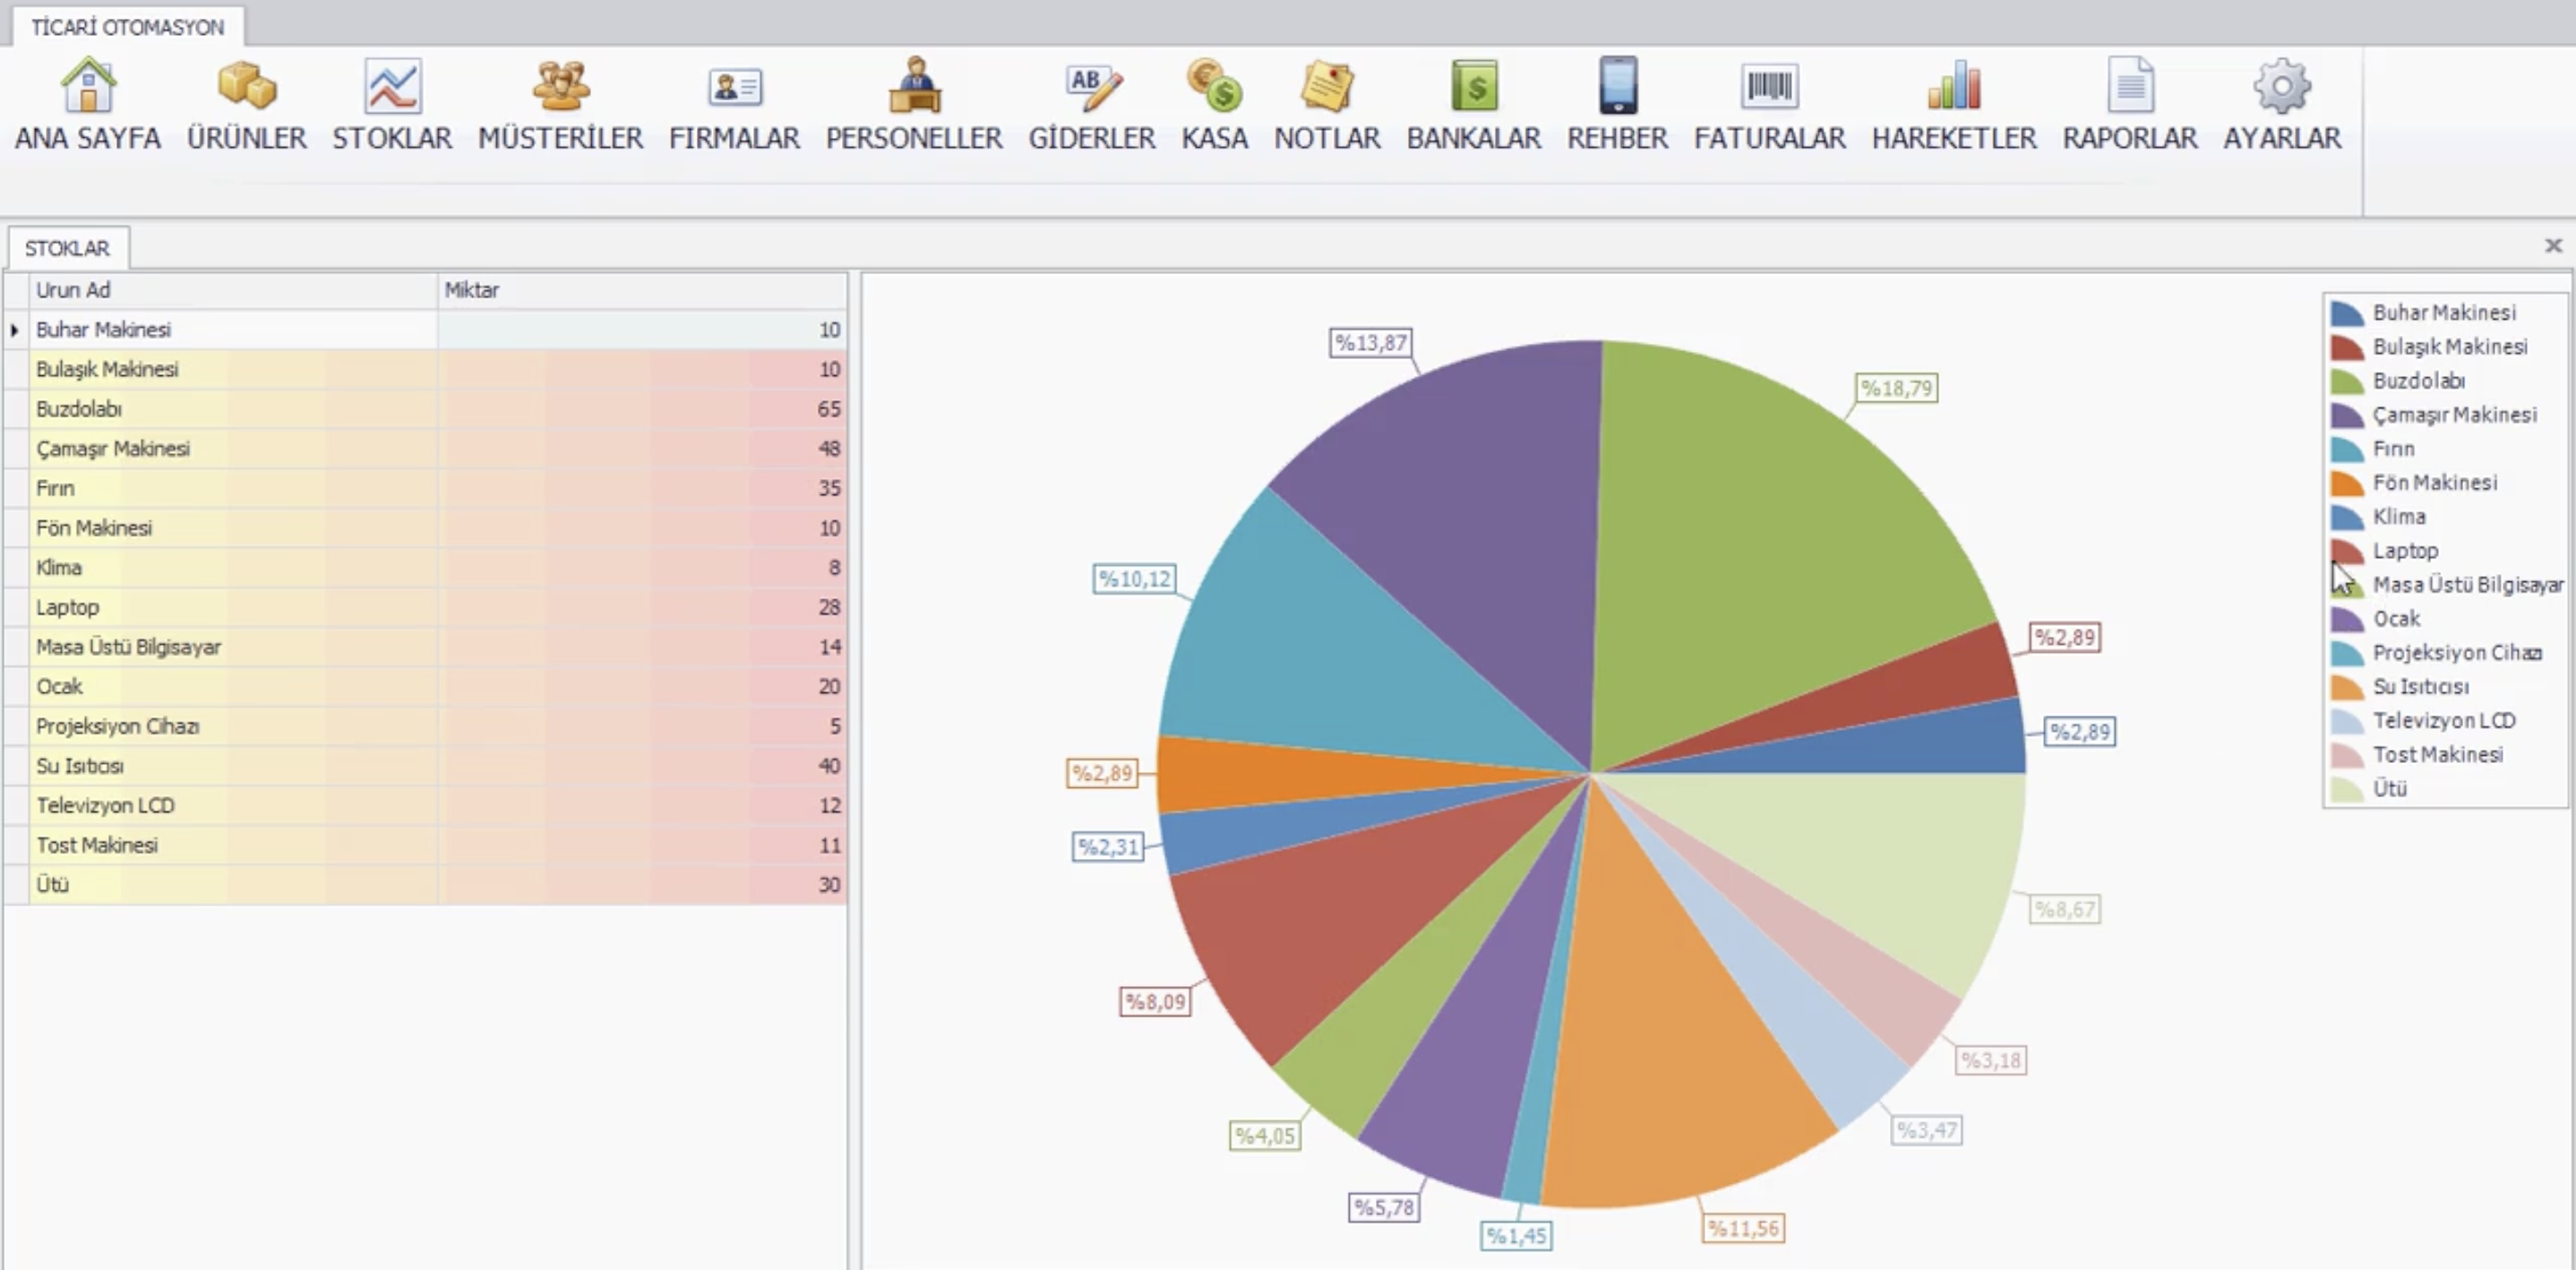 TİCARİ OTOMASYON
ANA SAYFA ÜRÜNLER STOKLAR MÜSTERİLER FIRMALAR PERSONELLER GİDERLER KASA NOTLAR BANKALAR REHBER FATURALAR HAREKETLER RAPORLAR AYARLAR
STOKLAR
Urun Ad Miktar
Buhar Makinesi 10
Bulaşık Makinesi 10
Buzdolabı 65
Çamaşır Makinesi 48
Fırın 35
Fön Makinesi 10
Klima 8
Laptop 28
Masa Üstü Bilgisayar 14
Ocak 20
Projeksiyon Cihazı 5
Su Isıtıcısı 40
Televizyon LCD 12
Tost Makinesi 11
Ütü 30
%13,87
%18,79
%10,12
%2,89
%2,89
%2,89
%2,31
%8,67
%8,09
%3,18
%4,05
%3,47
%5,78
%1,45
%11,56
Buhar Makinesi
Bulaşık Makinesi
Buzdolabı
Çamaşır Makinesi
Fırın
Fön Makinesi
Klima
Laptop
Masa Üstü Bilgisayar
Ocak
Projeksiyon Cihazı
Su Isıtıcısı
Televizyon LCD
Tost Makinesi
Ütü